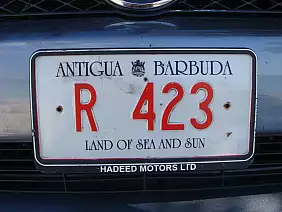 ANTIGUA BARBUDA
R 423
LAND OF SEA AND SUN
HADEED MOTORS LTD